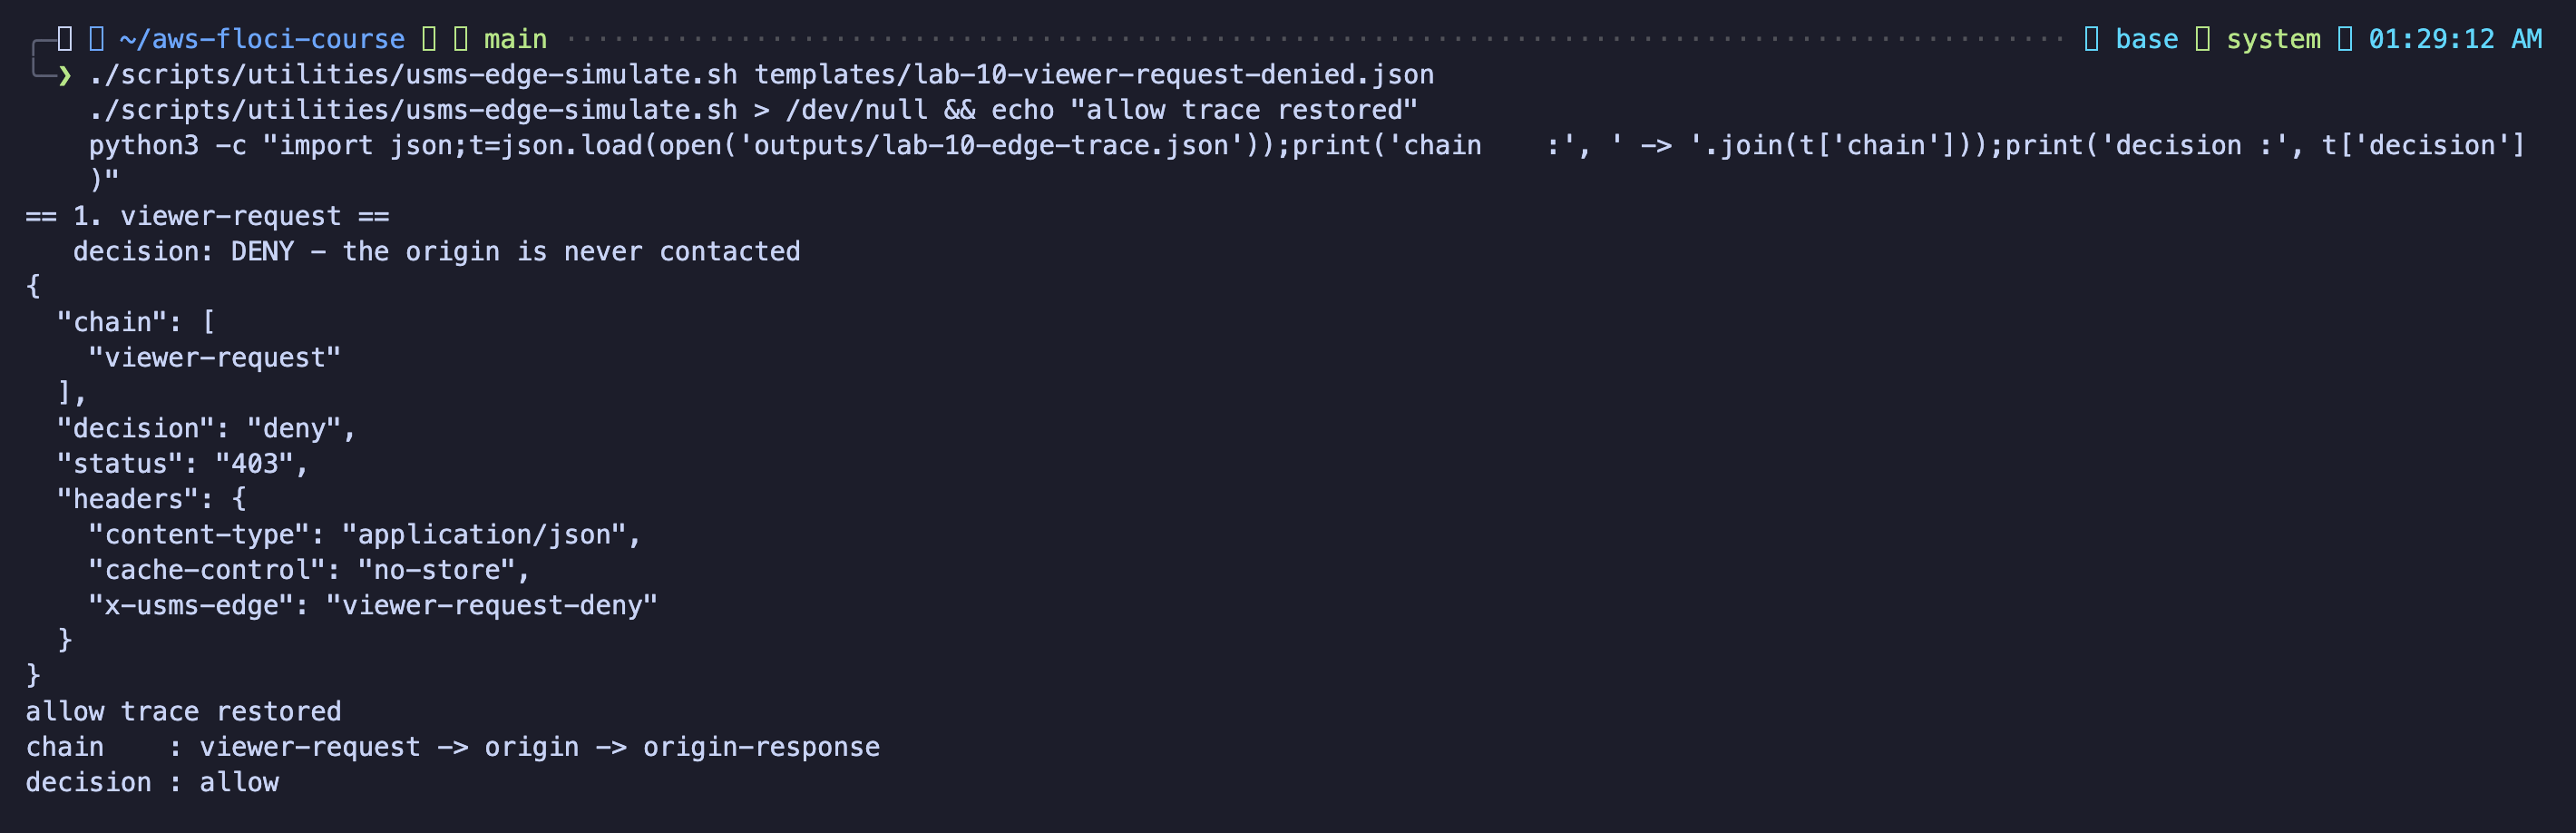 ~/aws-floci-course main base system 01:29:12 AM
❯ ./scripts/utilities/usms-edge-simulate.sh templates/lab-10-viewer-request-denied.json
./scripts/utilities/usms-edge-simulate.sh > /dev/null && echo "allow trace restored"
python3 -c "import json;t=json.load(open('outputs/lab-10-edge-trace.json'));print('chain    :', ' -> '.join(t['chain']));print('decision :', t['decision']
)"
== 1. viewer-request ==
   decision: DENY - the origin is never contacted
{
  "chain": [
    "viewer-request"
  ],
  "decision": "deny",
  "status": "403",
  "headers": {
    "content-type": "application/json",
    "cache-control": "no-store",
    "x-usms-edge": "viewer-request-deny"
  }
}
allow trace restored
chain    : viewer-request -> origin -> origin-response
decision : allow